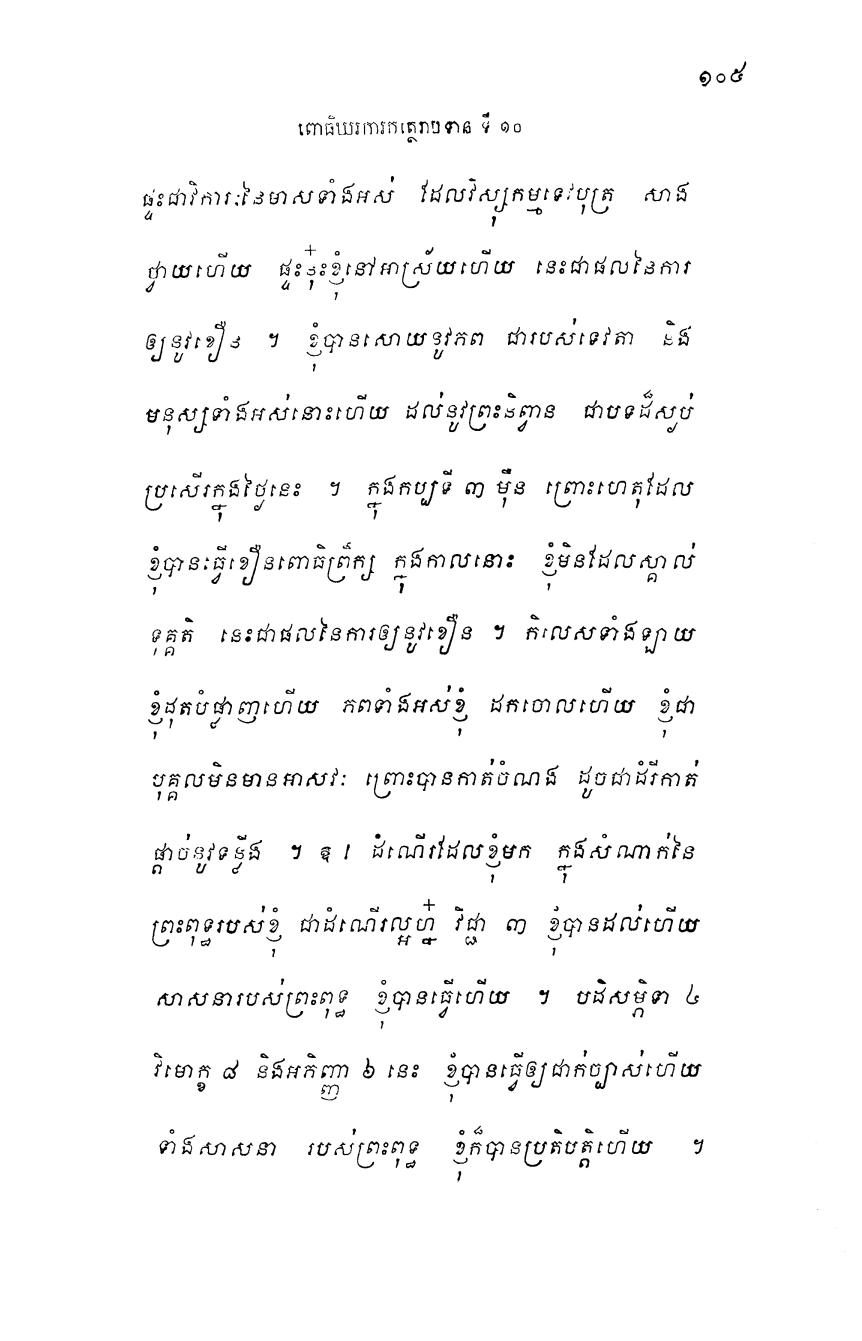 ១០៥
ពោធិឃរការកត្ថេរាបទាន ទី ១០
ផ្ទះជាវិការៈនៃមាសទាំងអស់ ដែលវិស្សុកម្មទេវបុត្រ សាង
ថ្វាយហើយ ផ្ទះនុ៎ះខ្ញុំនៅអាស្រ័យហើយ នេះជាផលនៃការ
ឲ្យនូវខឿន ។ ខ្ញុំបានសោយនូវភព ជារបស់ទេវតា និង
មនុស្សទាំងអស់នោះហើយ ដល់នូវព្រះនិព្វាន ជាបទដ៏ស្ងប់
ប្រសើរក្នុងថ្ងៃនេះ ។ ក្នុងកប្បទី ៣ ម៉ឺន ព្រោះហេតុដែល
ខ្ញុំបានធ្វើខឿនពោធិព្រឹក្ស ក្នុងកាលនោះ ខ្ញុំមិនដែលស្គាល់
ទុគ្គតិ នេះជាផលនៃការឲ្យនូវខឿន ។ កិលេសទាំងឡាយ
ខ្ញុំដុតបំផ្លាញហើយ ភពទាំងអស់ខ្ញុំ ដកចោលហើយ ខ្ញុំជា
បុគ្គលមិនមានអាសវៈ ព្រោះបានកាត់ចំណង ដូចជាដំរីកាត់
ផ្តាច់នូវទន្លីង ។ ឱ ! ដំណើរដែលខ្ញុំមក ក្នុងសំណាក់នៃ
ព្រះពុទ្ធរបស់ខ្ញុំ ជាដំណើរល្អហ្ន៎ វិជ្ជា ៣ ខ្ញុំបានដល់ហើយ
សាសនារបស់ព្រះពុទ្ធ ខ្ញុំបានធ្វើហើយ ។ បដិសម្ភិទា ៤
វិមោក្ខ ៨ និងអភិញ្ញា ៦ នេះ ខ្ញុំបានធ្វើឲ្យជាក់ច្បាស់ហើយ
ទាំងសាសនា របស់ព្រះពុទ្ធ ខ្ញុំក៏បានប្រតិបត្តិហើយ ។